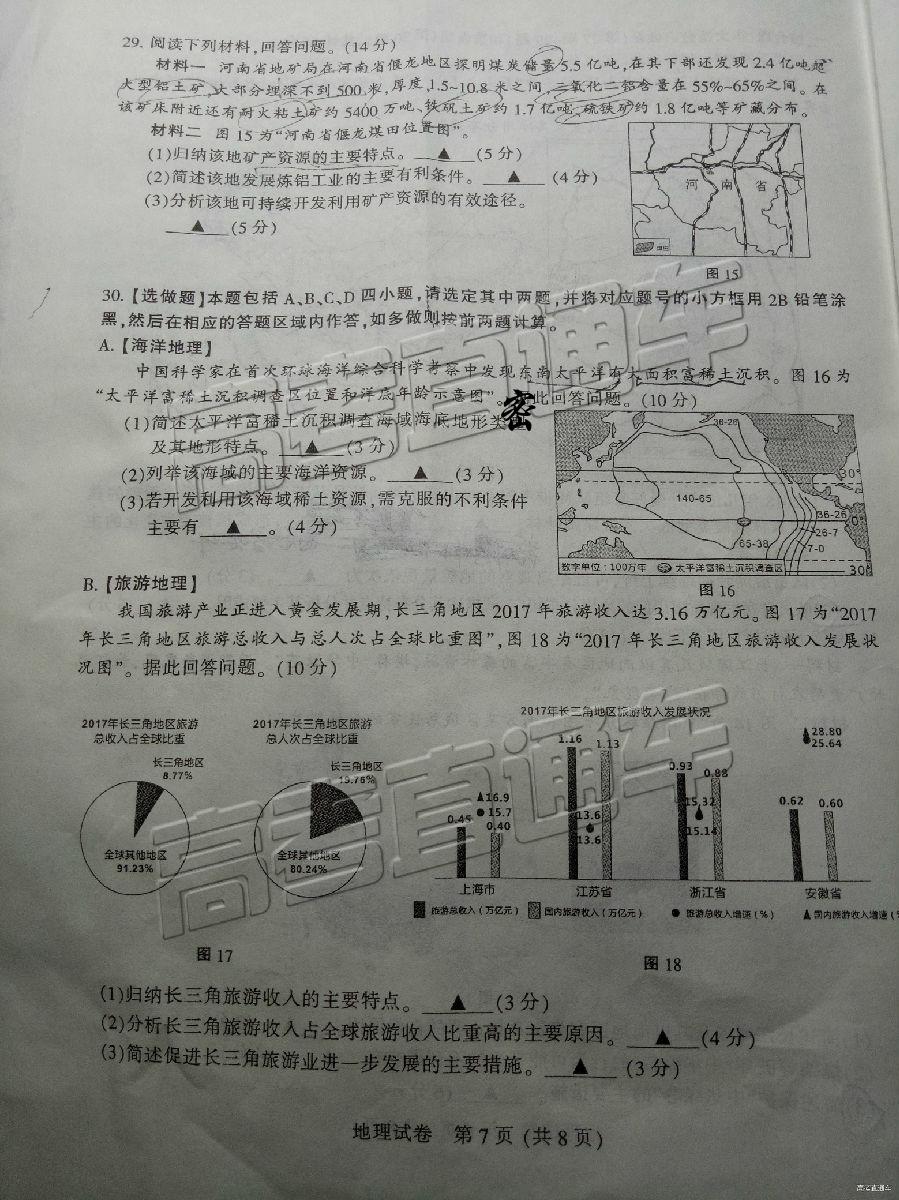 29. 阅读下列材料,回答问题。(14分)
材料一 河南省地矿局在河南省偃龙地区探明煤炭储量5.5亿吨,在其下部还发现2.4亿吨超
大型铝土矿,大部分埋深不到500米,厚度1.5~10.8米之间,三氧化二铝含量在55%~65%之间。在
该矿床附近还有耐火粘土矿约5400万吨、铁矾土矿约1.7亿吨、硫铁矿约1.8亿吨等矿藏分布。
材料二 图15为“河南省偃龙煤田位置图”。
(1)归纳该地矿产资源的主要特点。 ▲ (5分)
(2)简述该地发展炼铝工业的主要有利条件。 ▲ (4分)
(3)分析该地可持续开发利用矿产资源的有效途径。
▲ (5分)
河 南 省
图15
30. 【选做题】本题包括A、B、C、D四小题,请选定其中两题,并将对应题号的小方框用2B铅笔涂
黑,然后在相应的答题区域内作答,如多做则按前两题计算。
A. 【海洋地理】
中国科学家在首次环球海洋综合科学考察中发现东南太平洋有大面积富稀土沉积。图16为
“太平洋富稀土沉积调查区位置和洋底年龄示意图”。 此回答问题。(10分)
密
(1)简述太平洋富稀土沉积调查海域海底地形类
及其地形特点。 ▲ (3分)
(2)列举该海域的主要海洋资源。 ▲ (3分)
(3)若开发利用该海域稀土资源,需克服的不利条件
主要有 ▲ 。(4分)
38-26
30°
140-65
38-26
0°
26-7
65-38
7-0
数字单位:100万年 太平洋富稀土沉积调查区
30°
图16
B. 【旅游地理】
我国旅游产业正进入黄金发展期,长三角地区2017年旅游收入达3.16万亿元。图17为“2017
年长三角地区旅游总收入与总人次占全球比重图”,图18为“2017年长三角地区旅游收入发展状
况图”。据此回答问题。(10分)
2017年长三角地区旅游
总收入占全球比重
长三角地区
8.77%
全球其他地区
91.23%
2017年长三角地区旅游
总人次占全球比重
长三角地区
19.76%
全球其他地区
80.24%
图17
2017年长三角地区旅游收入发展状况
0.45
▲16.9
●15.7
0.40
1.16
1.13
13.6
13.6
0.93
0.88
15.32
15.14
28.80
25.64
0.62
0.60
上海市 江苏省 浙江省 安徽省
旅游总收入(万亿元) 国内旅游收入(万亿元) ● 旅游总收入增速(%) ▲ 国内旅游收入增速(%
图18
(1)归纳长三角旅游收入的主要特点。 ▲ (3分)
(2)分析长三角旅游收入占全球旅游收入比重高的主要原因。 ▲ (4分)
(3)简述促进长三角旅游业进一步发展的主要措施。 ▲ (3分)
地理试卷 第7页(共8页)
高考直通车
高考直通车
高考直通车